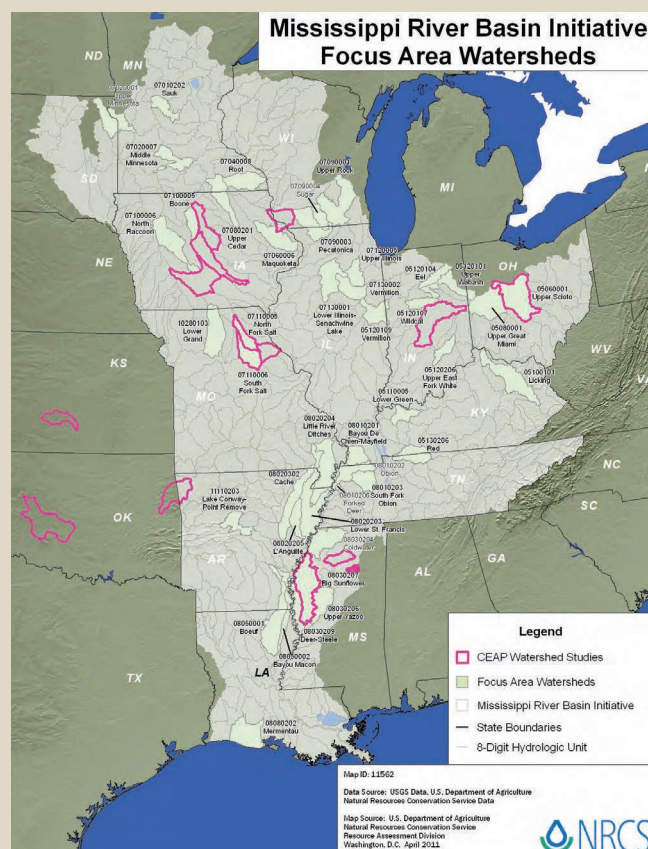 Mississippi River Basin Initiative
Focus Area Watersheds
ND
MN
07010202
Sauk
Minnesota
WI
SD
07020007
Middle
Minnesota
07040008
Root
07090001
Upper Rock
07090004
Sugar
MI
07100005
Boone
07100006
North
Raccoon
07080201
Upper
Cedar
IA
07060006
Maquoketa
07090003
Pecatonica
Upper Illinois
NE
05120104
Eel
05120101
Upper
Wabash
OH
05060001
Upper Scioto
07130002
Vermilion
07130001
Lower Illinois-
Senachwine
Lake
05120109
Vermilion
05120107
Wildcat
IN
IL
05080001
Upper Great
Miami
10280103
Lower
Grand
07110005
North
Fork Salt
WV
KS
07110006
South
Fork Salt
MO
05120206
Upper East
Fork White
05100101
Licking
Lower Green
KY
VA
08020204
Little River
Ditches
08010201
Bayou De
Chien-Mayfield
05130206
Red
08010202
Obion
TN
NC
08020302
Cache
11110203
Lake Conway-
Point Remove
Forked
Deer
08010203
South Fork
Obion
SC
OK
08020203
Lower St. Francis
08020205
L'Anguille
08030204
Coldwater
AR
AL
GA
08030207
Big Sunflower
08030206
Upper Yazoo
08050001
Boeuf
08030209
Deer-Steele
MS
08050002
Bayou Macon
LA
TX
08080202
Mermentau
Legend
CEAP Watershed Studies
Focus Area Watersheds
Mississippi River Basin Initiative
State Boundaries
8-Digit Hydrologic Unit
Map ID: 11562
Data Source: USGS Data, U.S. Department of Agriculture
Natural Resources Conservation Service Data
Map Source: U.S. Department of Agriculture
Natural Resources Conservation Service
Resource Assessment Division
Washington, D.C. April 2011
NRCS